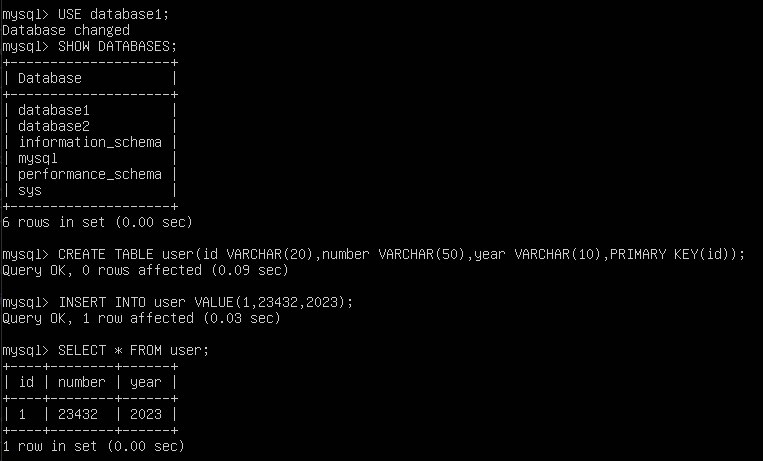 mysql> USE database1;
Database changed
mysql> SHOW DATABASES;
+--------------------+
| Database           |
+--------------------+
| database1          |
| database2          |
| information_schema |
| mysql              |
| performance_schema |
| sys                |
+--------------------+
6 rows in set (0.00 sec)

mysql> CREATE TABLE user(id VARCHAR(20),number VARCHAR(50),year VARCHAR(10),PRIMARY KEY(id));
Query OK, 0 rows affected (0.09 sec)

mysql> INSERT INTO user VALUE(1,23432,2023);
Query OK, 1 row affected (0.03 sec)

mysql> SELECT * FROM user;
+----+--------+------+
| id | number | year |
+----+--------+------+
| 1  | 23432  | 2023 |
+----+--------+------+
1 row in set (0.00 sec)